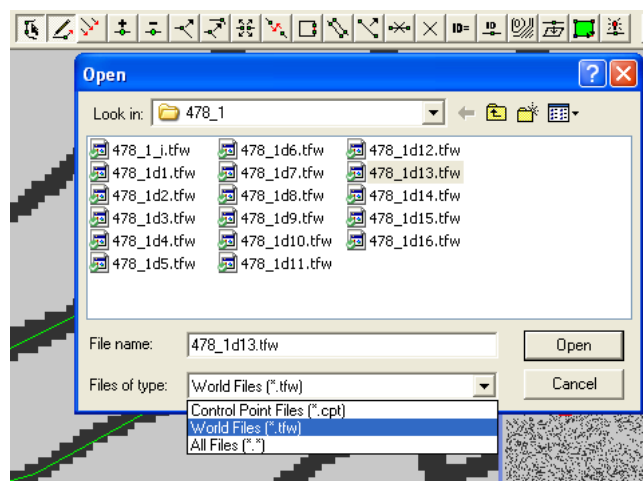 ID= ID
Open
Look in: 478_1
478_1_i.tfw 478_1d6.tfw 478_1d12.tfw
478_1d1.tfw 478_1d7.tfw 478_1d13.tfw
478_1d2.tfw 478_1d8.tfw 478_1d14.tfw
478_1d3.tfw 478_1d9.tfw 478_1d15.tfw
478_1d4.tfw 478_1d10.tfw 478_1d16.tfw
478_1d5.tfw 478_1d11.tfw
File name: 478_1d13.tfw Open
Files of type: World Files (*.tfw) Cancel
Control Point Files (*.cpt)
World Files (*.tfw)
All Files (*.*)